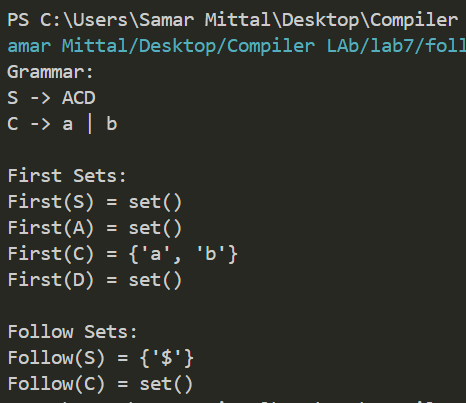 PS C:\Users\Samar Mittal\Desktop\Compiler
amar Mittal/Desktop/Compiler LAb/lab7/foll
Grammar:
S -> ACD
C -> a | b
First Sets:
First(S) = set()
First(A) = set()
First(C) = {'a', 'b'}
First(D) = set()
Follow Sets:
Follow(S) = {'$'}
Follow(C) = set()